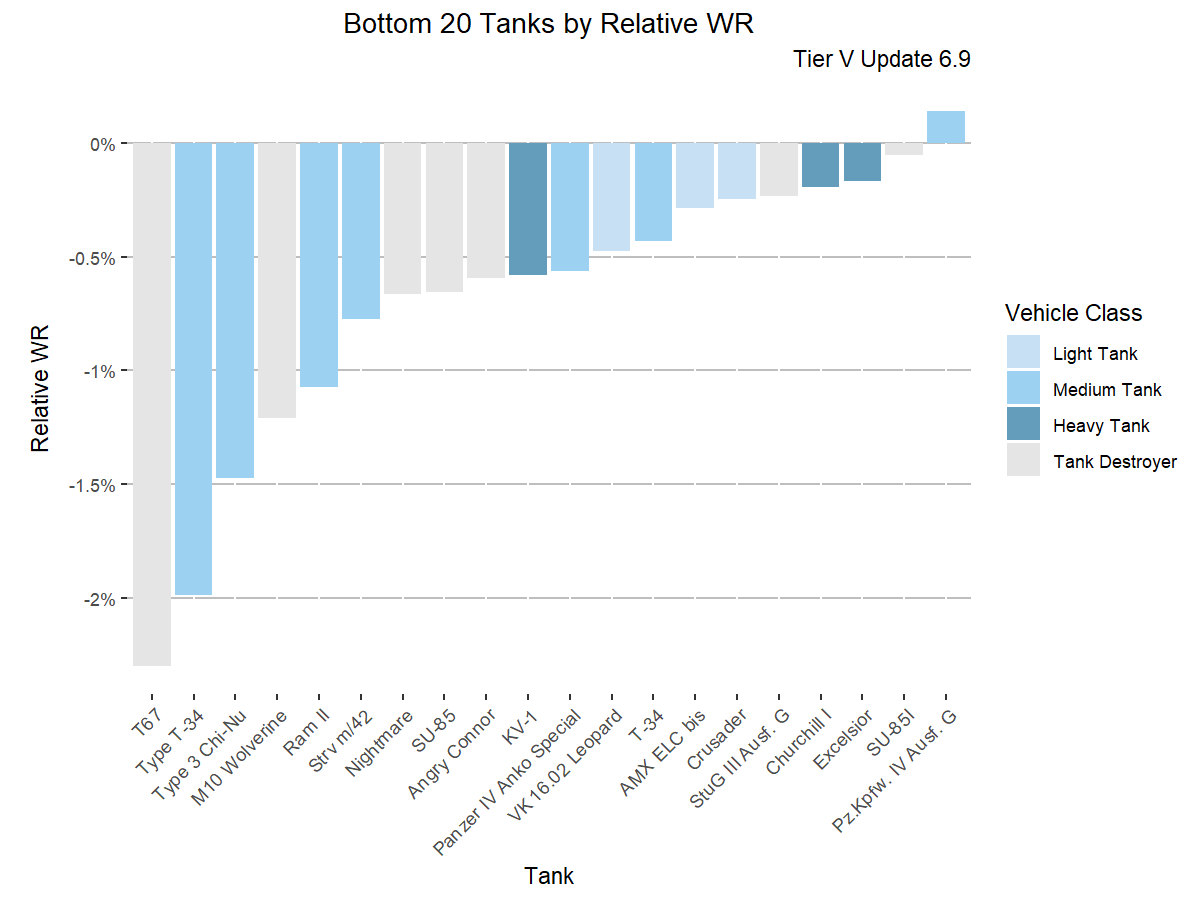 Bottom 20 Tanks by Relative WR
Tier V Update 6.9
0%
-0.5%
-1%
-1.5%
-2%
Relative WR
T67
Type T-34
Type 3 Chi-Nu
M10 Wolverine
Ram II
Strv m/42
Nightmare
SU-85
Angry Connor
KV-1
Panzer IV Anko Special
VK 16.02 Leopard
T-34
AMX ELC bis
Crusader
StuG III Ausf. G
Churchill I
Excelsior
SU-85I
Pz.Kpfw. IV Ausf. G
Tank
Vehicle Class
Light Tank
Medium Tank
Heavy Tank
Tank Destroyer